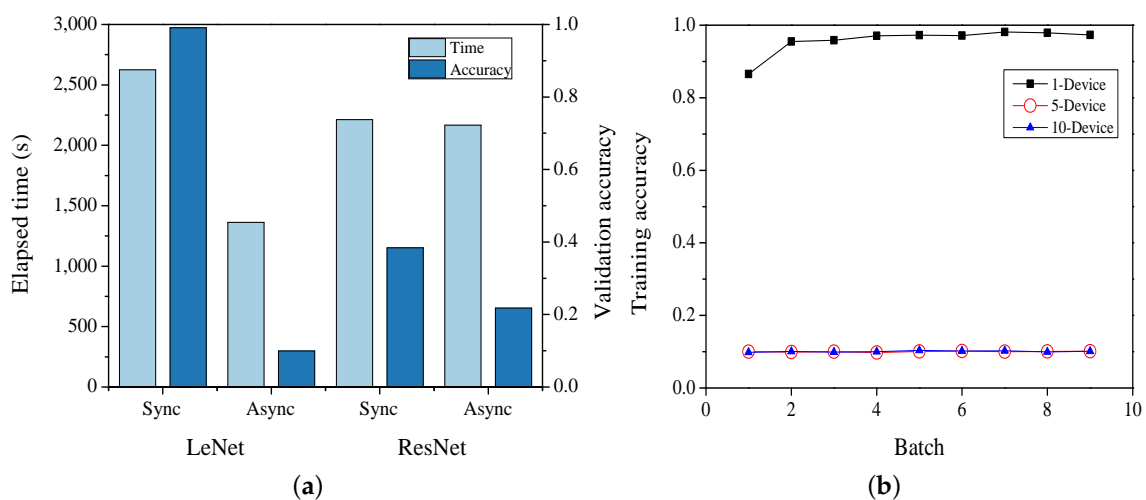 3,000
2,500
2,000
1,500
1,000
500
0
Elapsed time (s)
Time
Accuracy
1.0
0.8
0.6
0.4
0.2
0.0
Validation accuracy
Sync
Async
Sync
Async
LeNet
ResNet
(a)
Training accuracy
1.0
0.8
0.6
0.4
0.2
0.0
1-Device
5-Device
10-Device
0
2
4
6
8
10
Batch
(b)